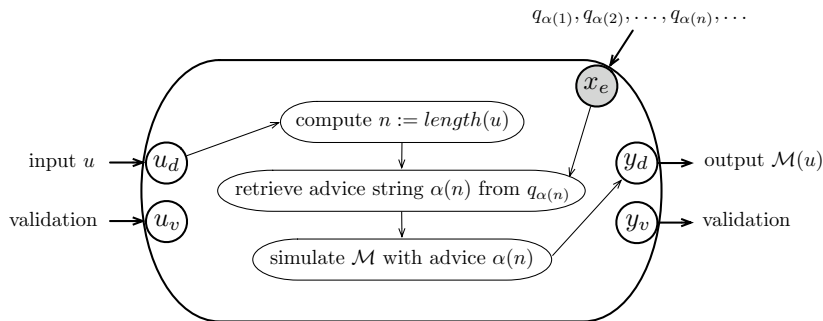 q_{α(1)}, q_{α(2)}, . . . , q_{α(n)}, . . .
x_e
compute n := length(u)
input u
u_d
y_d
output ℳ(u)
retrieve advice string α(n) from q_{α(n)}
validation
u_v
y_v
validation
simulate ℳ with advice α(n)